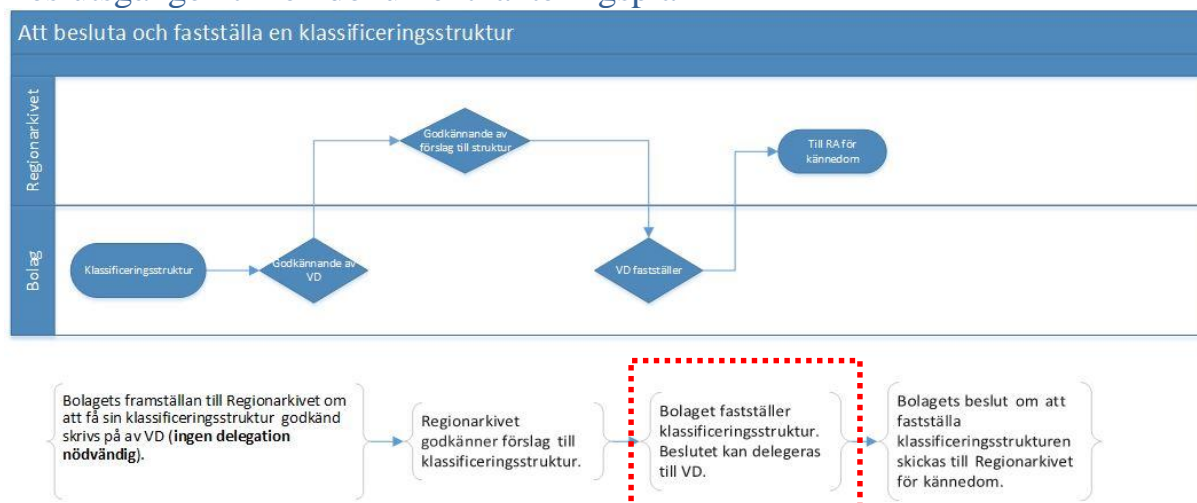 Att besluta och fastställa en klassificeringsstruktur
Regionarkivet
Godkännande av
förslag till struktur
Till RA för
kännedom
Bolag
Klassificeringsstruktur
Godkännande av
VD
VD fastställer
Bolagets framställan till Regionarkivet om
att få sin klassificeringsstruktur godkänd
skrivs på av VD (ingen delegation
nödvändig).
Regionarkivet
godkänner förslag till
klassificeringsstruktur.
Bolaget fastställer
klassificeringsstruktur.
Beslutet kan delegeras
till VD.
Bolagets beslut om att
fastställa
klassificeringsstrukturen
skickas till Regionarkivet
för kännedom.